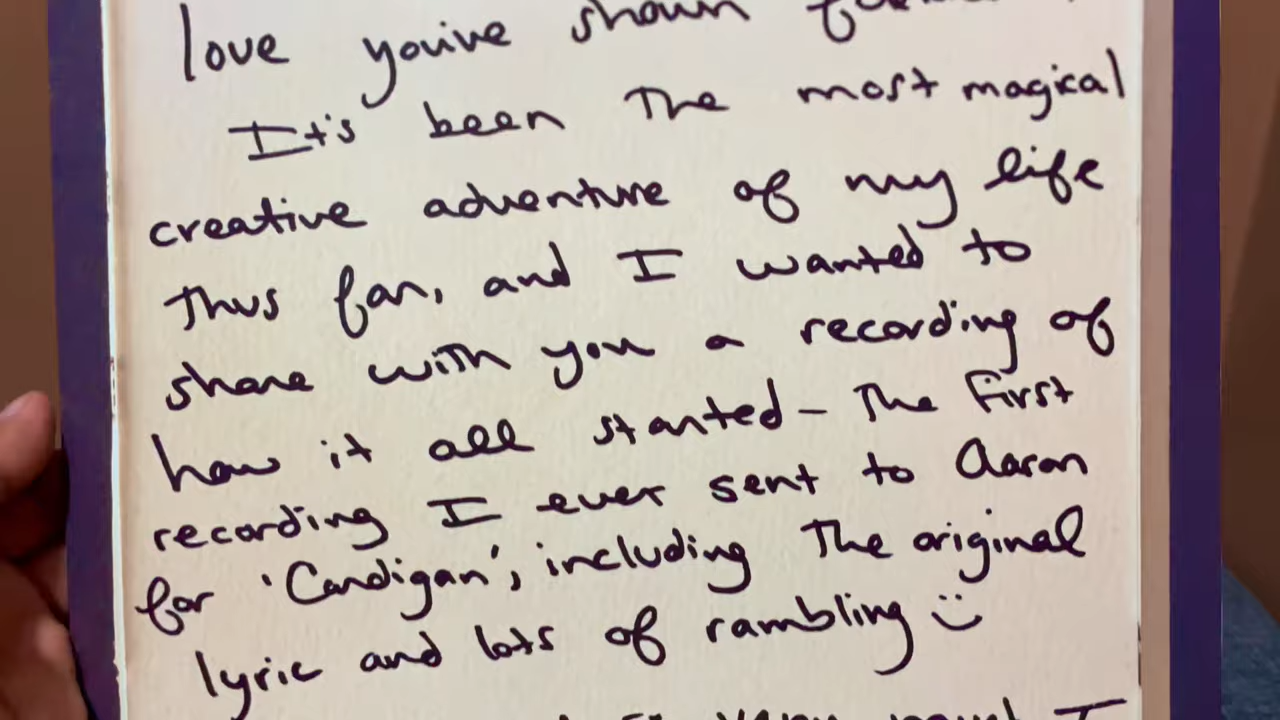 love you've shown
It's been the most magical
creative adventure of my life
thus far, and I wanted to
share with you a recording of
how it all started - The first
recording I ever sent to Aaron
for 'Cardigan', including the original
lyric and lots of rambling :)
very I